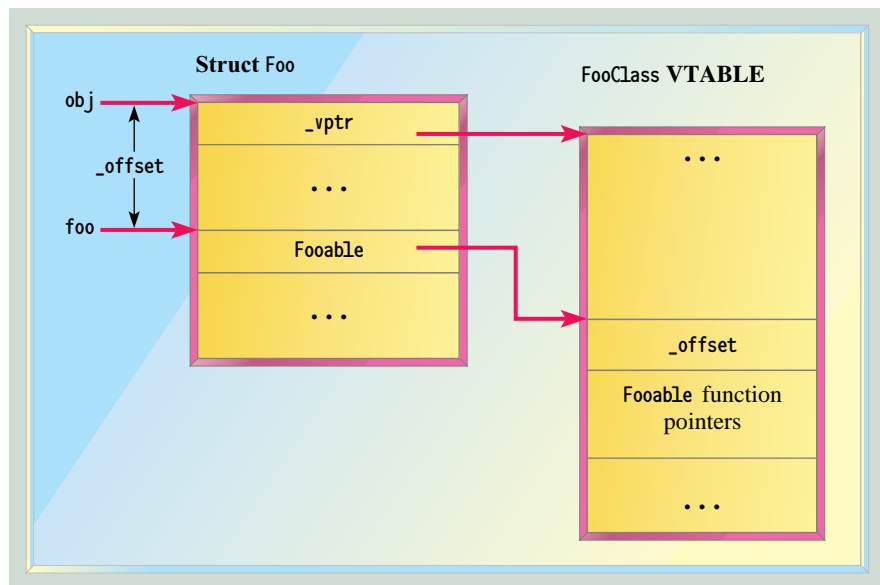 Struct Foo
FooClass VTABLE
obj
_vptr
...
_offset
...
foo
Fooable
...
_offset
Fooable function
pointers
...